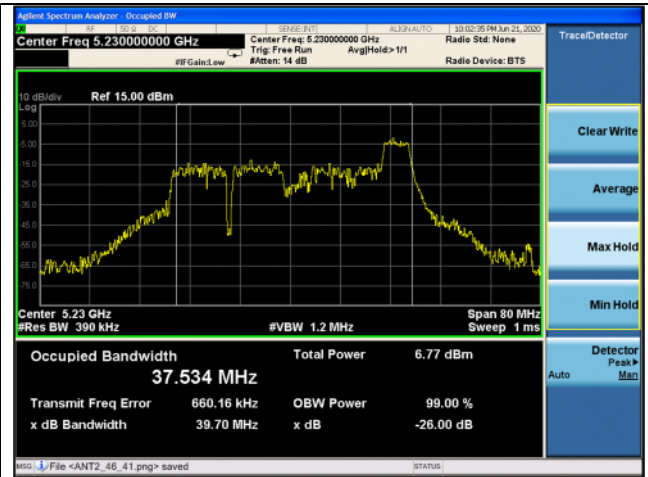 Agilent Spectrum Analyzer - Occupied BW
RF 50 Ω DC SENSE:INT ALIGN AUTO 10:02:35 PM Jun 21, 2020
Center Freq 5.230000000 GHz
Center Freq: 5.230000000 GHz
Radio Std: None
Trig: Free Run Avg|Hold:>1/1
#IFGain:Low #Atten: 14 dB Radio Device: BTS
Trace/Detector
10 dB/div Ref 15.00 dBm
Log
5.00
-5.00
-15.0
-25.0
-35.0
-45.0
-55.0
-65.0
-75.0
Center 5.23 GHz Span 80 MHz
#Res BW 390 kHz #VBW 1.2 MHz Sweep 1 ms
Clear Write
Average
Max Hold
Min Hold
Detector
Peak▶
Auto Man
Occupied Bandwidth Total Power 6.77 dBm
37.534 MHz
Transmit Freq Error 660.16 kHz OBW Power 99.00 %
x dB Bandwidth 39.70 MHz x dB -26.00 dB
MSG File <ANT2_46_41.png> saved STATUS